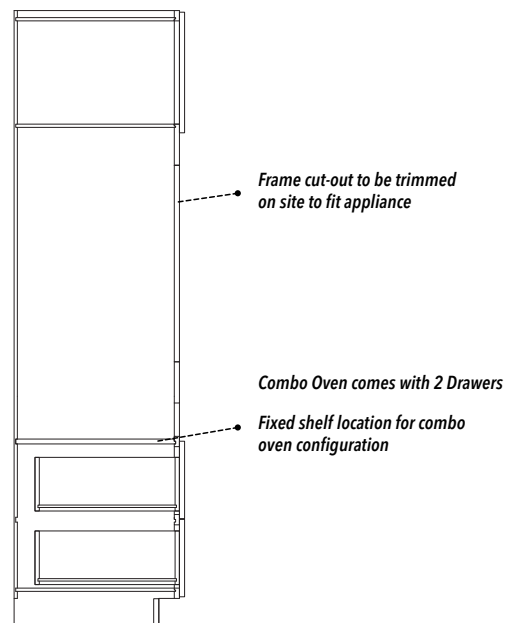 Frame cut-out to be trimmed
on site to fit appliance
Combo Oven comes with 2 Drawers
Fixed shelf location for combo
oven configuration